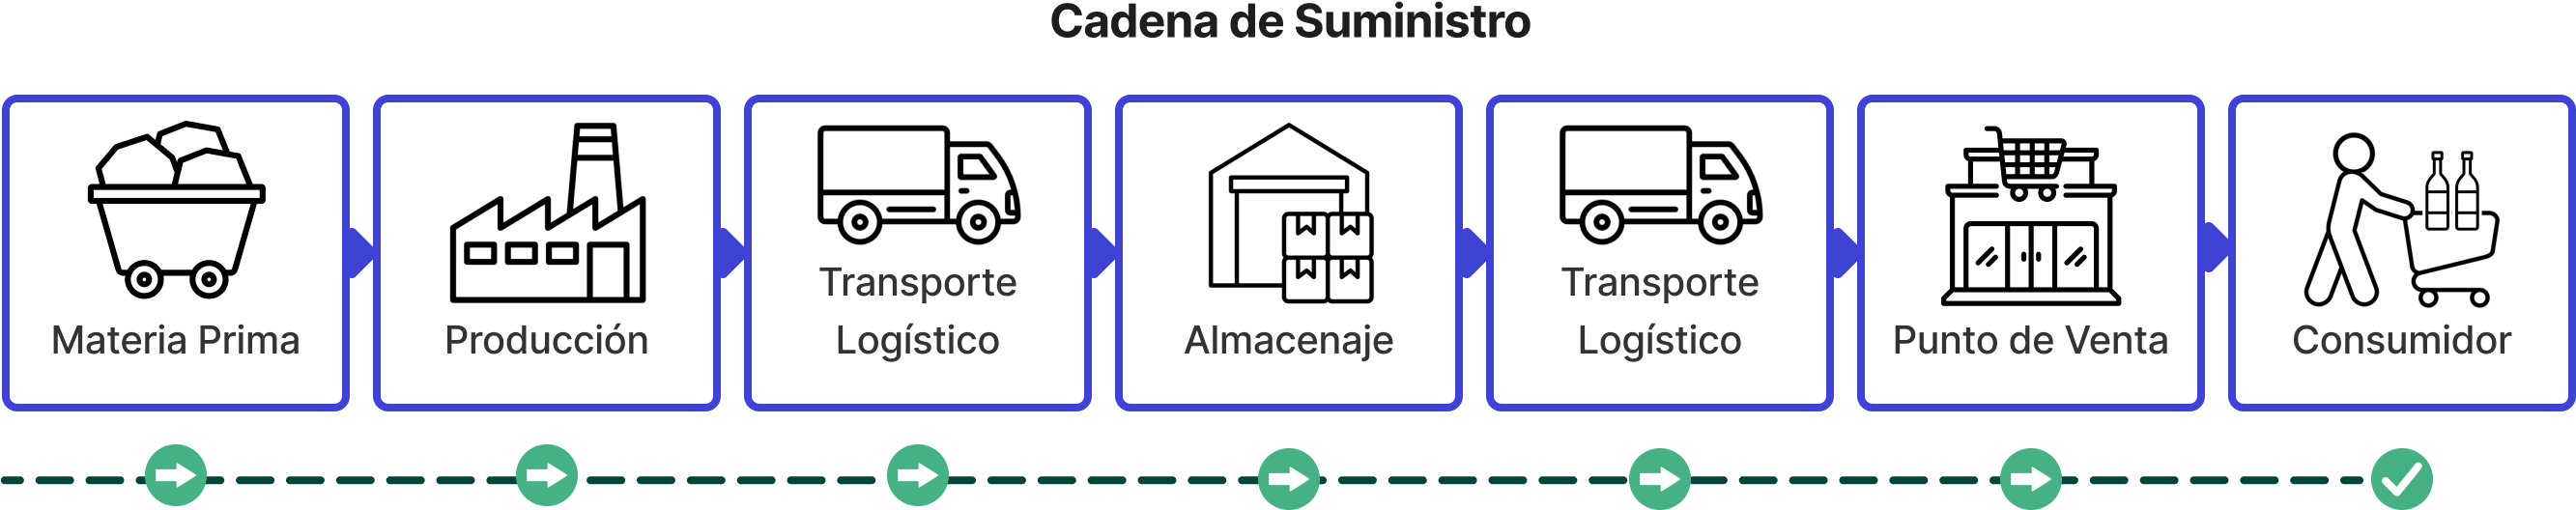 Cadena de Suministro
Materia Prima
Producción
Transporte
Logístico
Almacenaje
Transporte
Logístico
Punto de Venta
Consumidor